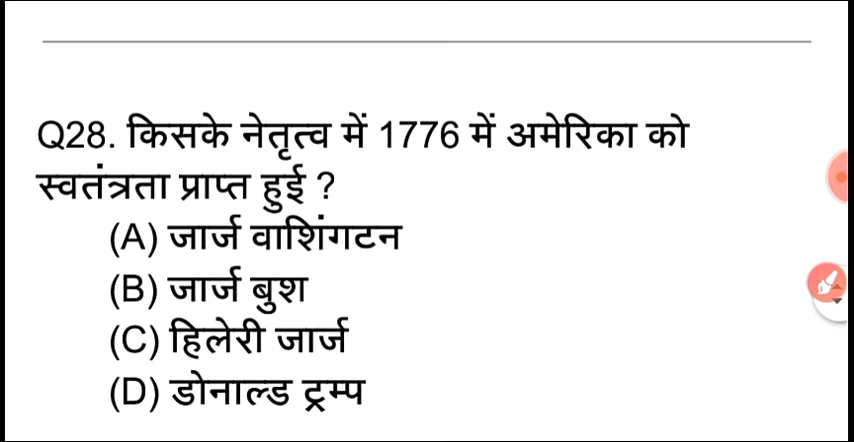 Q28. किसके नेतृत्व में 1776 में अमेरिका को
स्वतंत्रता प्राप्त हुई ?
(A) जार्ज वाशिंगटन
(B) जार्ज बुश
(C) हिलेरी जार्ज
(D) डोनाल्ड ट्रम्प